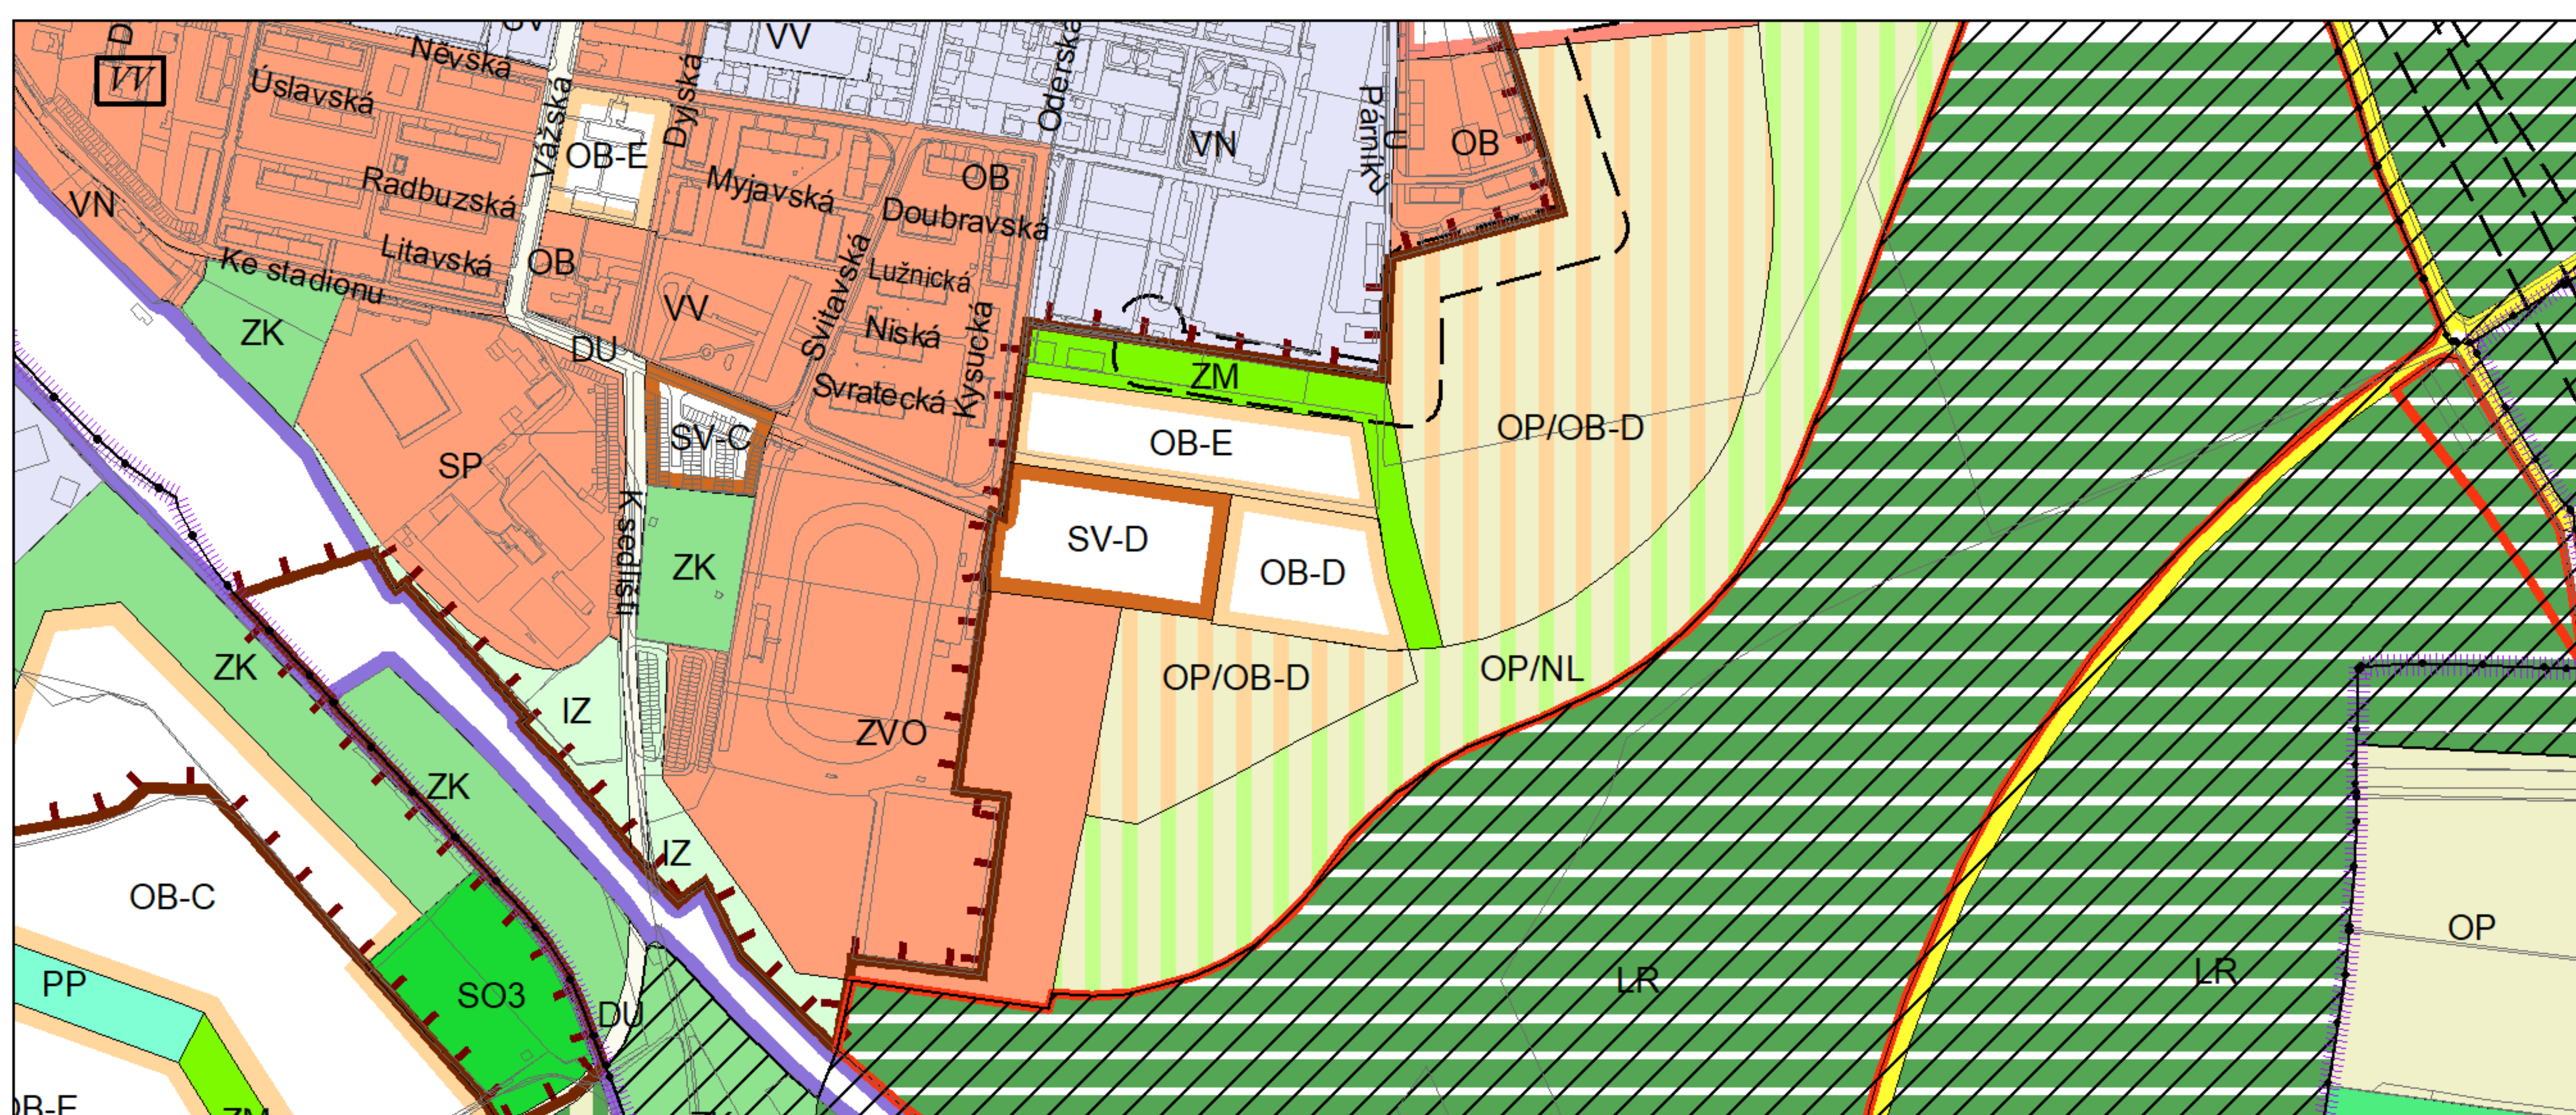 VV
VV
Něvská
Úslavská
Vážská
Dyjská
Oderská
U
Párníků
OB-E
OB
VN
OB
Radbuzská
Myjavská
Doubravská
VN
Litavská
OB
Ke stadionu
Svitavská
Lužnická
VV
Niská
Kysucká
Svratecká
ZK
DU
ZM
SV-C
OB-E
OP/OB-D
SP
K sedlišti
SV-D
OB-D
ZK
ZK
IZ
OP/OB-D
OP/NL
ZVO
ZK
IZ
OB-C
OP
PP
SO3
DU
LR
LR